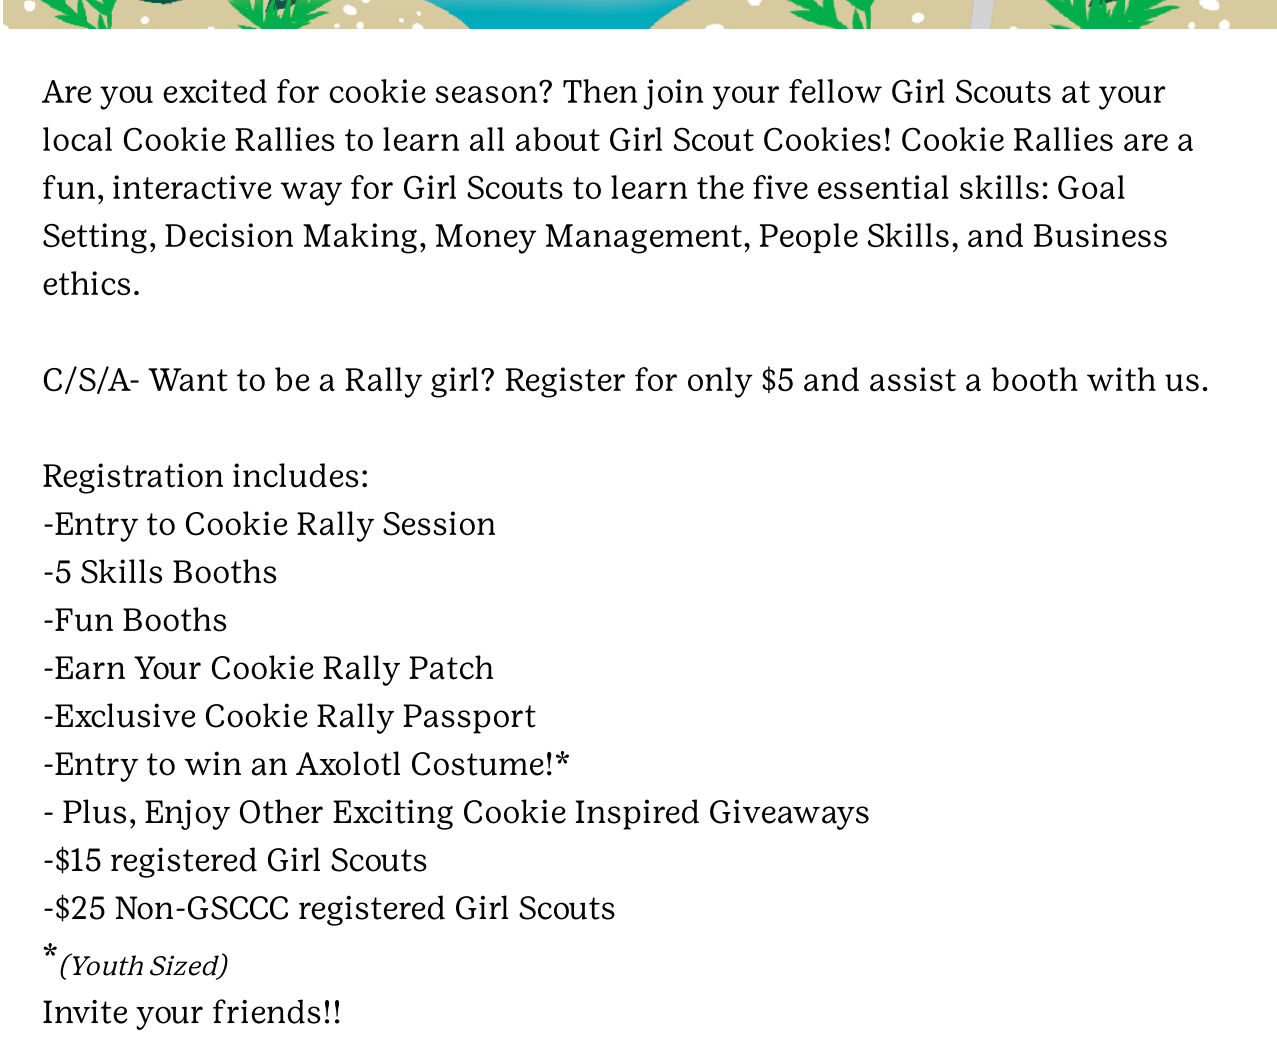 Are you excited for cookie season? Then join your fellow Girl Scouts at your
local Cookie Rallies to learn all about Girl Scout Cookies! Cookie Rallies are a
fun, interactive way for Girl Scouts to learn the five essential skills: Goal
Setting, Decision Making, Money Management, People Skills, and Business
ethics.
C/S/A- Want to be a Rally girl? Register for only $5 and assist a booth with us.
Registration includes:
-Entry to Cookie Rally Session
-5 Skills Booths
-Fun Booths
-Earn Your Cookie Rally Patch
-Exclusive Cookie Rally Passport
-Entry to win an Axolotl Costume!*
- Plus, Enjoy Other Exciting Cookie Inspired Giveaways
-$15 registered Girl Scouts
-$25 Non-GSCCC registered Girl Scouts
*(Youth Sized)
Invite your friends!!